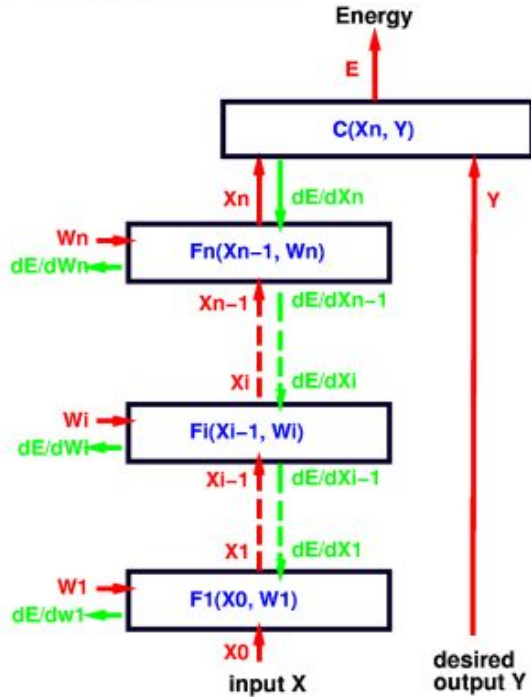 Energy
E
C(Xn, Y)
Xn
dE/dXn
Y
Wn
Fn(Xn−1, Wn)
dE/dWn
Xn−1
dE/dXn−1
Xi
dE/dXi
Wi
Fi(Xi−1, Wi)
dE/dWi
Xi−1
dE/dXi−1
X1
dE/dX1
W1
F1(X0, W1)
dE/dw1
X0
input X
desired
output Y